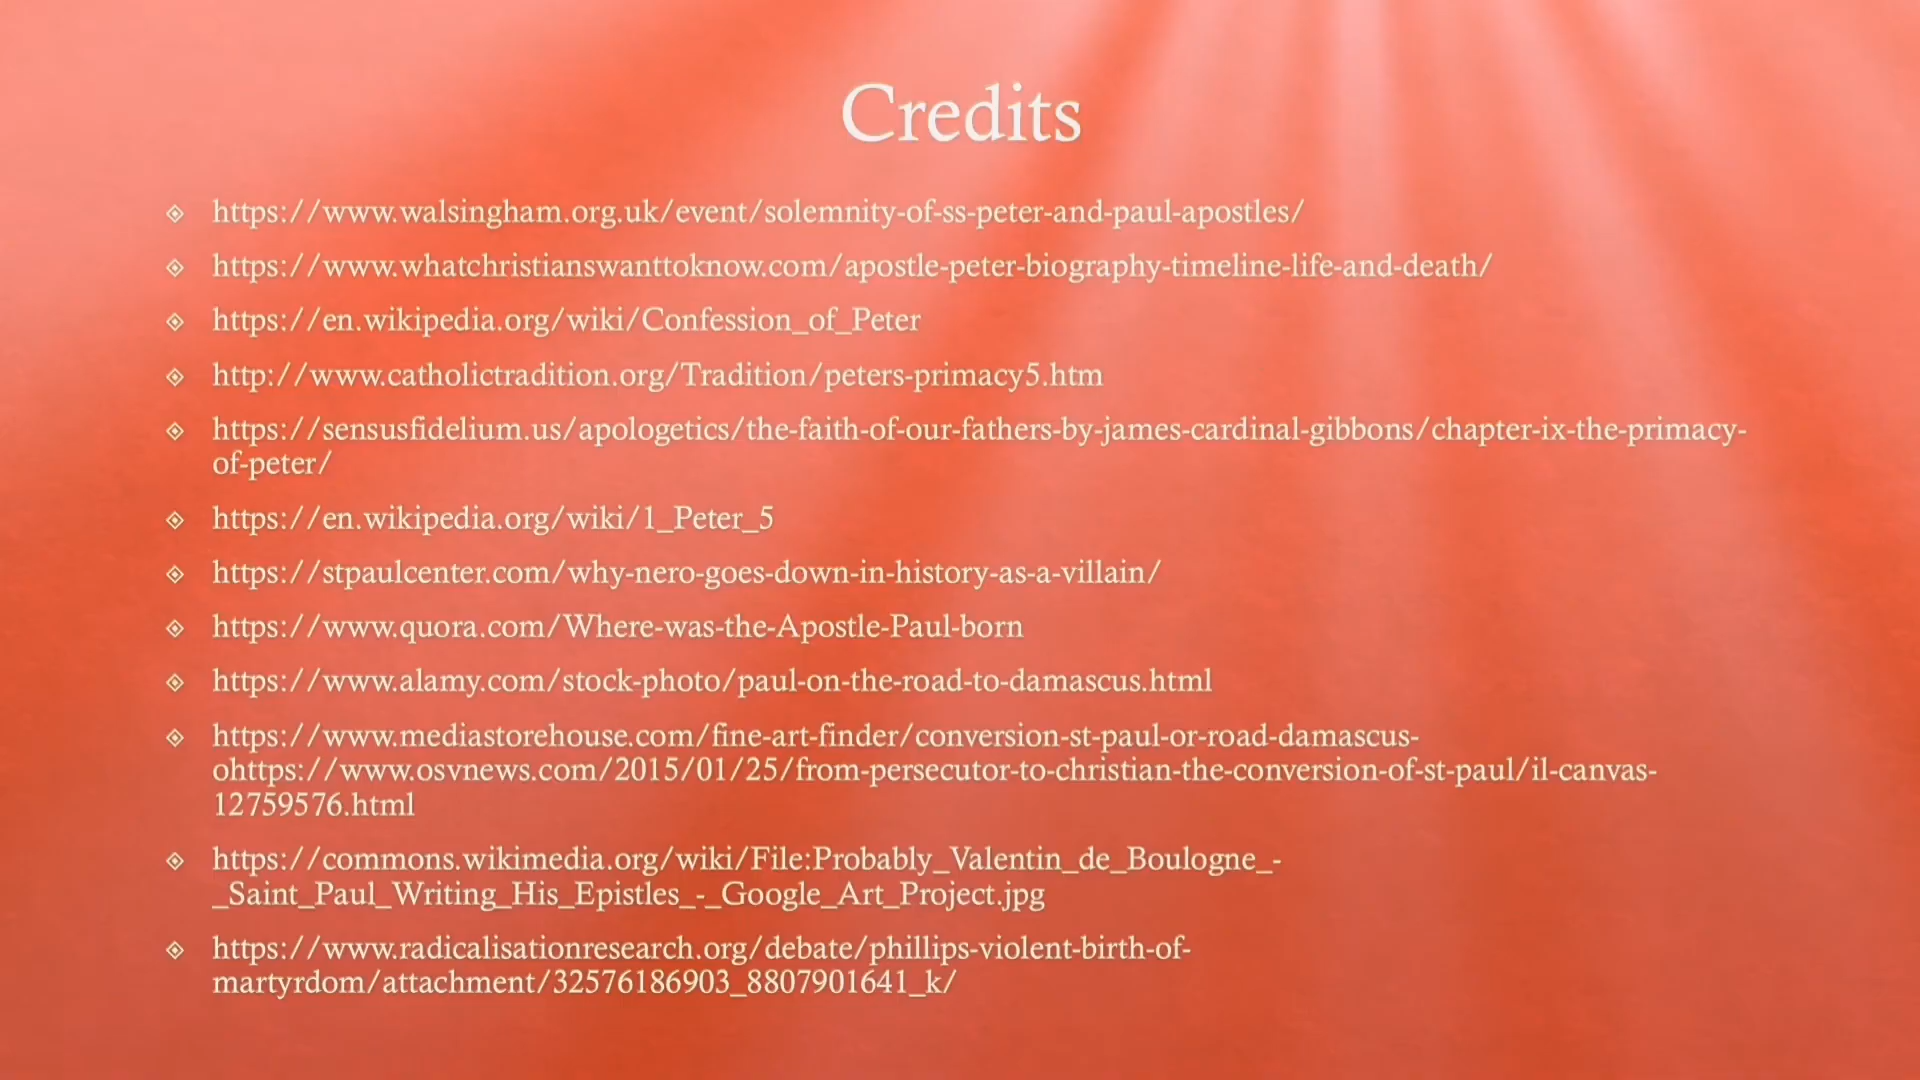 Credits
https://www.walsingham.org.uk/event/solemnity-of-ss-peter-and-paul-apostles/
https://www.whatchristianswanttoknow.com/apostle-peter-biography-timeline-life-and-death/
https://en.wikipedia.org/wiki/Confession_of_Peter
http://www.catholictradition.org/Tradition/peters-primacy5.htm
https://sensusfidelium.us/apologetics/the-faith-of-our-fathers-by-james-cardinal-gibbons/chapter-ix-the-primacy-
of-peter/
https://en.wikipedia.org/wiki/1_Peter_5
https://stpaulcenter.com/why-nero-goes-down-in-history-as-a-villain/
https://www.quora.com/Where-was-the-Apostle-Paul-born
https://www.alamy.com/stock-photo/paul-on-the-road-to-damascus.html
https://www.mediastorehouse.com/fine-art-finder/conversion-st-paul-or-road-damascus-
ohttps://www.osvnews.com/2015/01/25/from-persecutor-to-christian-the-conversion-of-st-paul/il-canvas-
12759576.html
https://commons.wikimedia.org/wiki/File:Probably_Valentin_de_Boulogne_-
_Saint_Paul_Writing_His_Epistles_-_Google_Art_Project.jpg
https://www.radicalisationresearch.org/debate/phillips-violent-birth-of-
martyrdom/attachment/32576186903_8807901641_k/